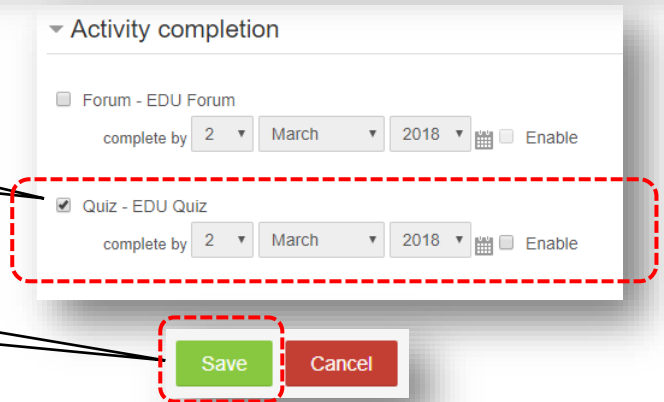 Activity completion
Forum - EDU Forum
complete by 2 March 2018 Enable
Quiz - EDU Quiz
complete by 2 March 2018 Enable
Save Cancel